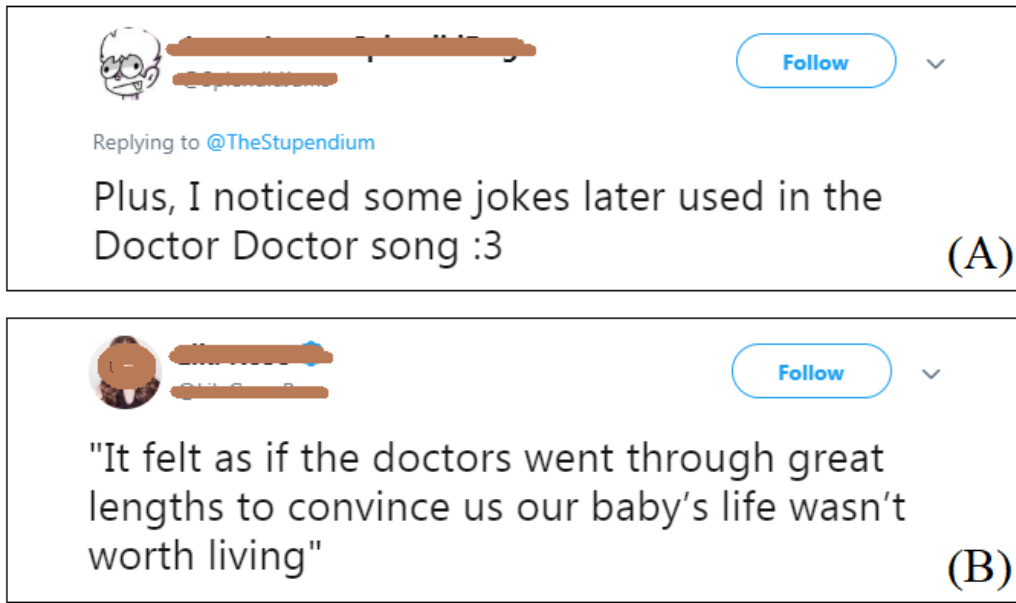 Follow
Replying to @TheStupendium
Plus, I noticed some jokes later used in the
Doctor Doctor song :3
(A)
Follow
"It felt as if the doctors went through great
lengths to convince us our baby’s life wasn’t
worth living"
(B)